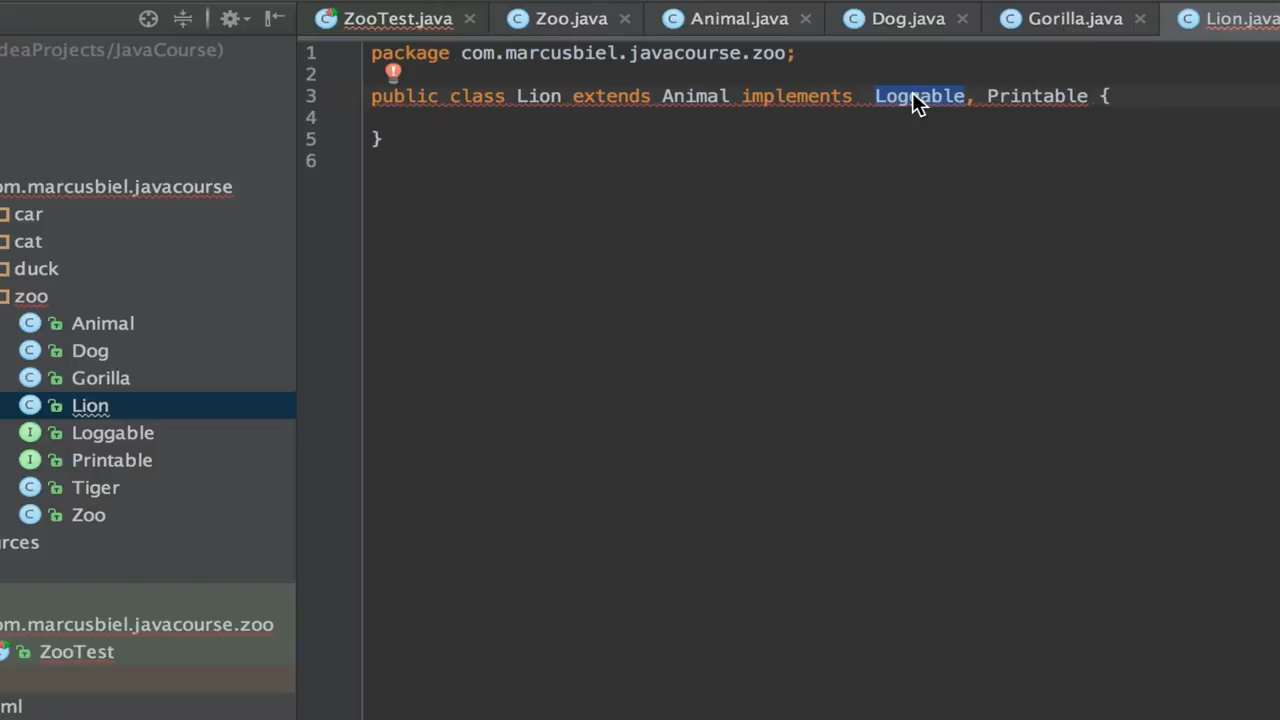 ZooTest.java Zoo.java Animal.java Dog.java Gorilla.java Lion.java
deaProjects/JavaCourse)
om.marcusbiel.javacourse
car
cat
duck
zoo
Animal
Dog
Gorilla
Lion
Loggable
Printable
Tiger
Zoo
urces
om.marcusbiel.javacourse.zoo
ZooTest
ml
1 package com.marcusbiel.javacourse.zoo;
2
3 public class Lion extends Animal implements  Loggable, Printable {
4
5 }
6